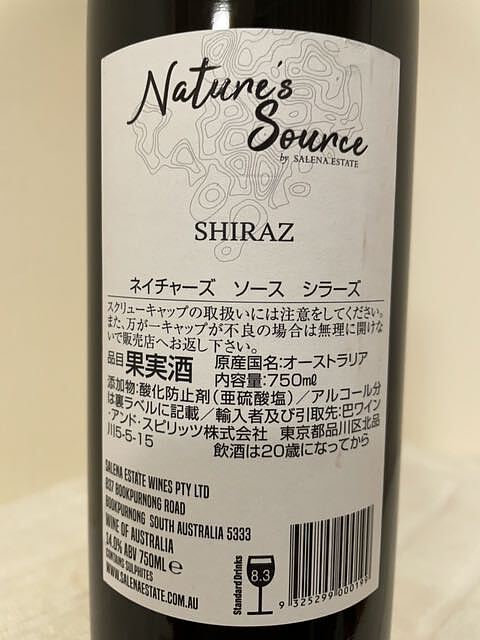 Nature's
Source
by SALENA ESTATE
SHIRAZ
ネイチャーズ ソース シラーズ
スクリューキャップの取扱いには注意をしてください。
また、万が一キャップが不良の場合は無理に開けな
いで販売店へお返し下さい。
品目 果実酒 原産国名:オーストラリア
内容量:750mℓ
添加物:酸化防止剤(亜硫酸塩)/アルコール分
は裏ラベルに記載/輸入者及び引取先:巴ワイン
・アンド・スピリッツ株式会社 東京都品川区北品
川5-5-15 飲酒は20歳になってから
SALENA ESTATE WINES PTY LTD
837 BOOKPURNONG ROAD
BOOKPURNONG SOUTH AUSTRALIA 5333
WINE OF AUSTRALIA
14.0% ABV 750ML e
CONTAINS SULPHITES
WWW.SALENAESTATE.COM.AU
Standard Drinks
8.3
9 325299 000195